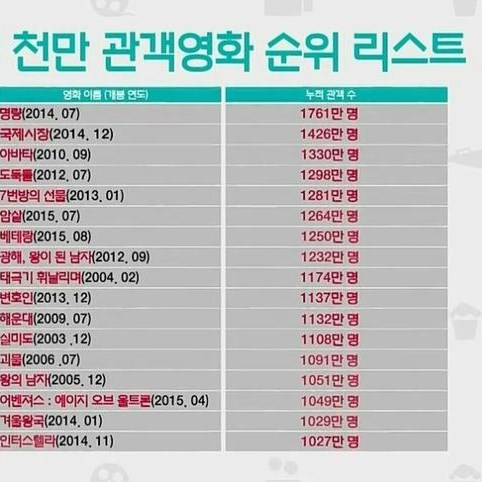 천만 관객영화 순위 리스트
영화 이름 (개봉 연도) 누적 관객 수
명량(2014. 07) 1761만 명
국제시장(2014. 12) 1426만 명
아바타(2010. 09) 1330만 명
도둑들(2012. 07) 1298만 명
7번방의 선물(2013. 01) 1281만 명
암살(2015. 07) 1264만 명
베테랑(2015. 08) 1250만 명
광해, 왕이 된 남자(2012. 09) 1232만 명
태극기 휘날리며(2004. 02) 1174만 명
변호인(2013. 12) 1137만 명
해운대(2009. 07) 1132만 명
실미도(2003 .12) 1108만 명
괴물(2006 .07) 1091만 명
왕의 남자(2005. 12) 1051만 명
어벤져스 : 에이지 오브 울트론(2015. 04) 1049만 명
겨울왕국(2014. 01) 1029만 명
인터스텔라(2014. 11) 1027만 명